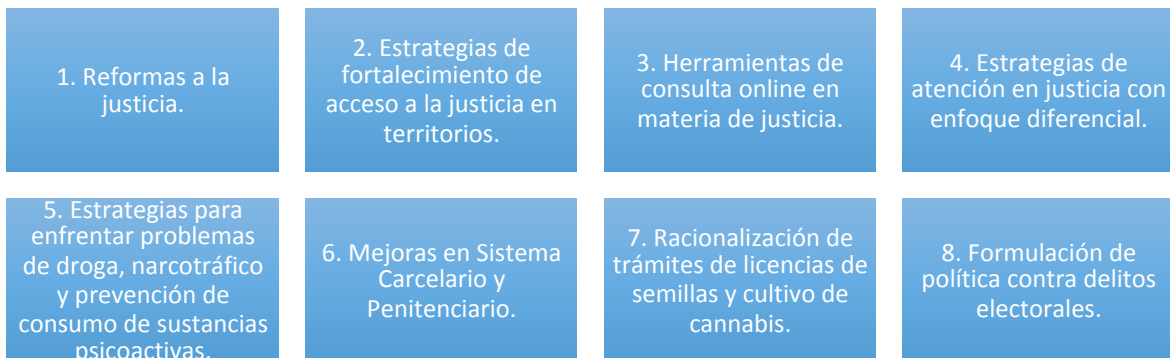 1. Reformas a la
justicia.
2. Estrategias de
fortalecimiento de
acceso a la justicia en
territorios.
3. Herramientas de
consulta online en
materia de justicia.
4. Estrategias de
atención en justicia con
enfoque diferencial.
5. Estrategias para
enfrentar problemas
de droga, narcotráfico
y prevención de
consumo de sustancias
psicoactivas.
6. Mejoras en Sistema
Carcelario y
Penitenciario.
7. Racionalización de
trámites de licencias de
semillas y cultivo de
cannabis.
8. Formulación de
política contra delitos
electorales.